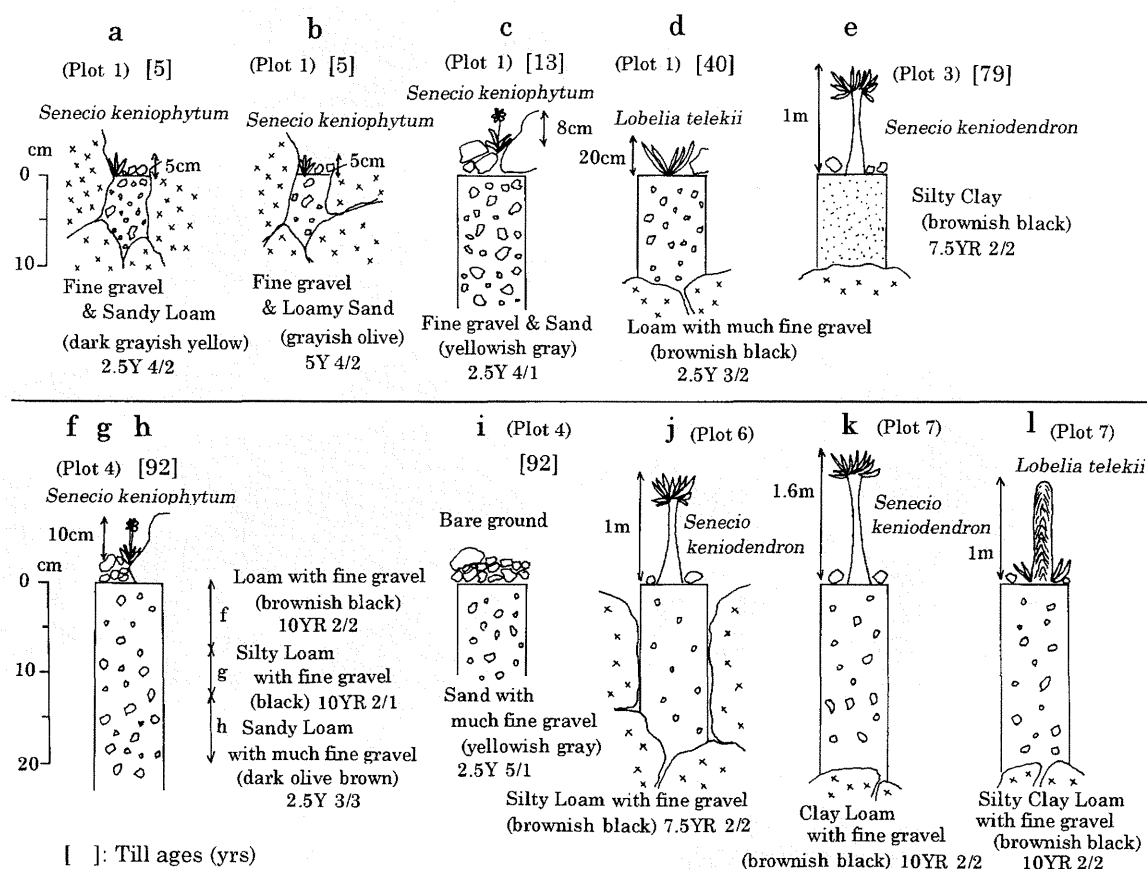 a
(Plot 1) [5]
Senecio keniophytum
cm
0
10
5cm
Fine gravel
& Sandy Loam
(dark grayish yellow)
2.5Y 4/2
b
(Plot 1) [5]
Senecio keniophytum
5cm
Fine gravel
& Loamy Sand
(grayish olive)
5Y 4/2
c
(Plot 1) [13]
Senecio keniophytum
8cm
Fine gravel & Sand
(yellowish gray)
2.5Y 4/1
d
(Plot 1) [40]
Lobelia telekii
20cm
Loam with much fine gravel
(brownish black)
2.5Y 3/2
e
(Plot 3) [79]
1m
Senecio keniodendron
Silty Clay
(brownish black)
7.5YR 2/2
f g h
(Plot 4) [92]
Senecio keniophytum
10cm
0
10
20
f
Loam with fine gravel
(brownish black)
10YR 2/2
g
Silty Loam
with fine gravel
(black) 10YR 2/1
h
Sandy Loam
with much fine gravel
(dark olive brown)
2.5Y 3/3
i (Plot 4)
[92]
Bare ground
Sand with
much fine gravel
(yellowish gray)
2.5Y 5/1
j (Plot 6)
1m
Senecio
keniodendron
Silty Loam with fine gravel
(brownish black) 7.5YR 2/2
k (Plot 7)
1.6m
Senecio
keniodendron
Clay Loam
with fine gravel
(brownish black) 10YR 2/2
l (Plot 7)
Lobelia telekii
1m
Silty Clay Loam
with fine gravel
(brownish black)
10YR 2/2
[ ]: Till ages (yrs)